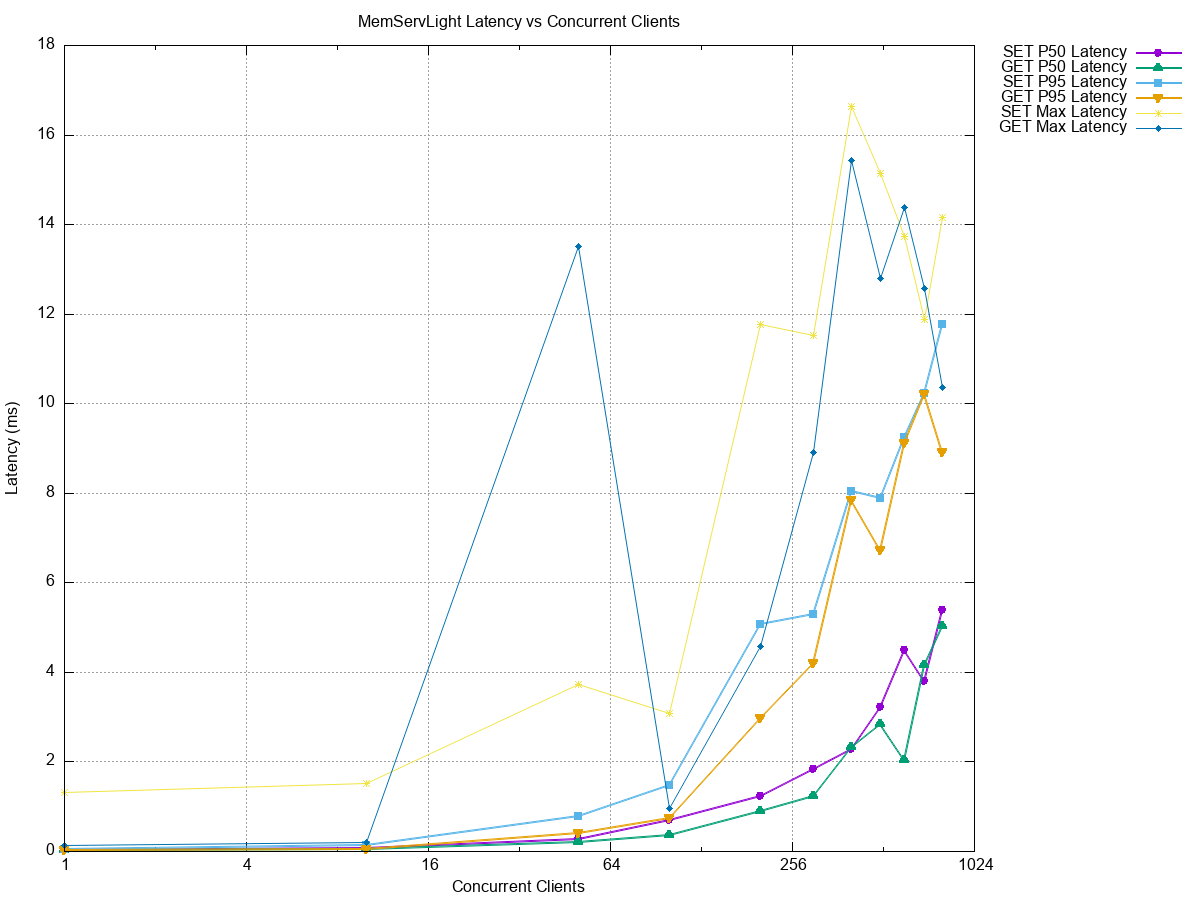 MemServLight Latency vs Concurrent Clients
18
16
14
12
10
8
6
4
2
0
1
4
16
64
256
1024
Latency (ms)
Concurrent Clients
SET P50 Latency
GET P50 Latency
SET P95 Latency
GET P95 Latency
SET Max Latency
GET Max Latency